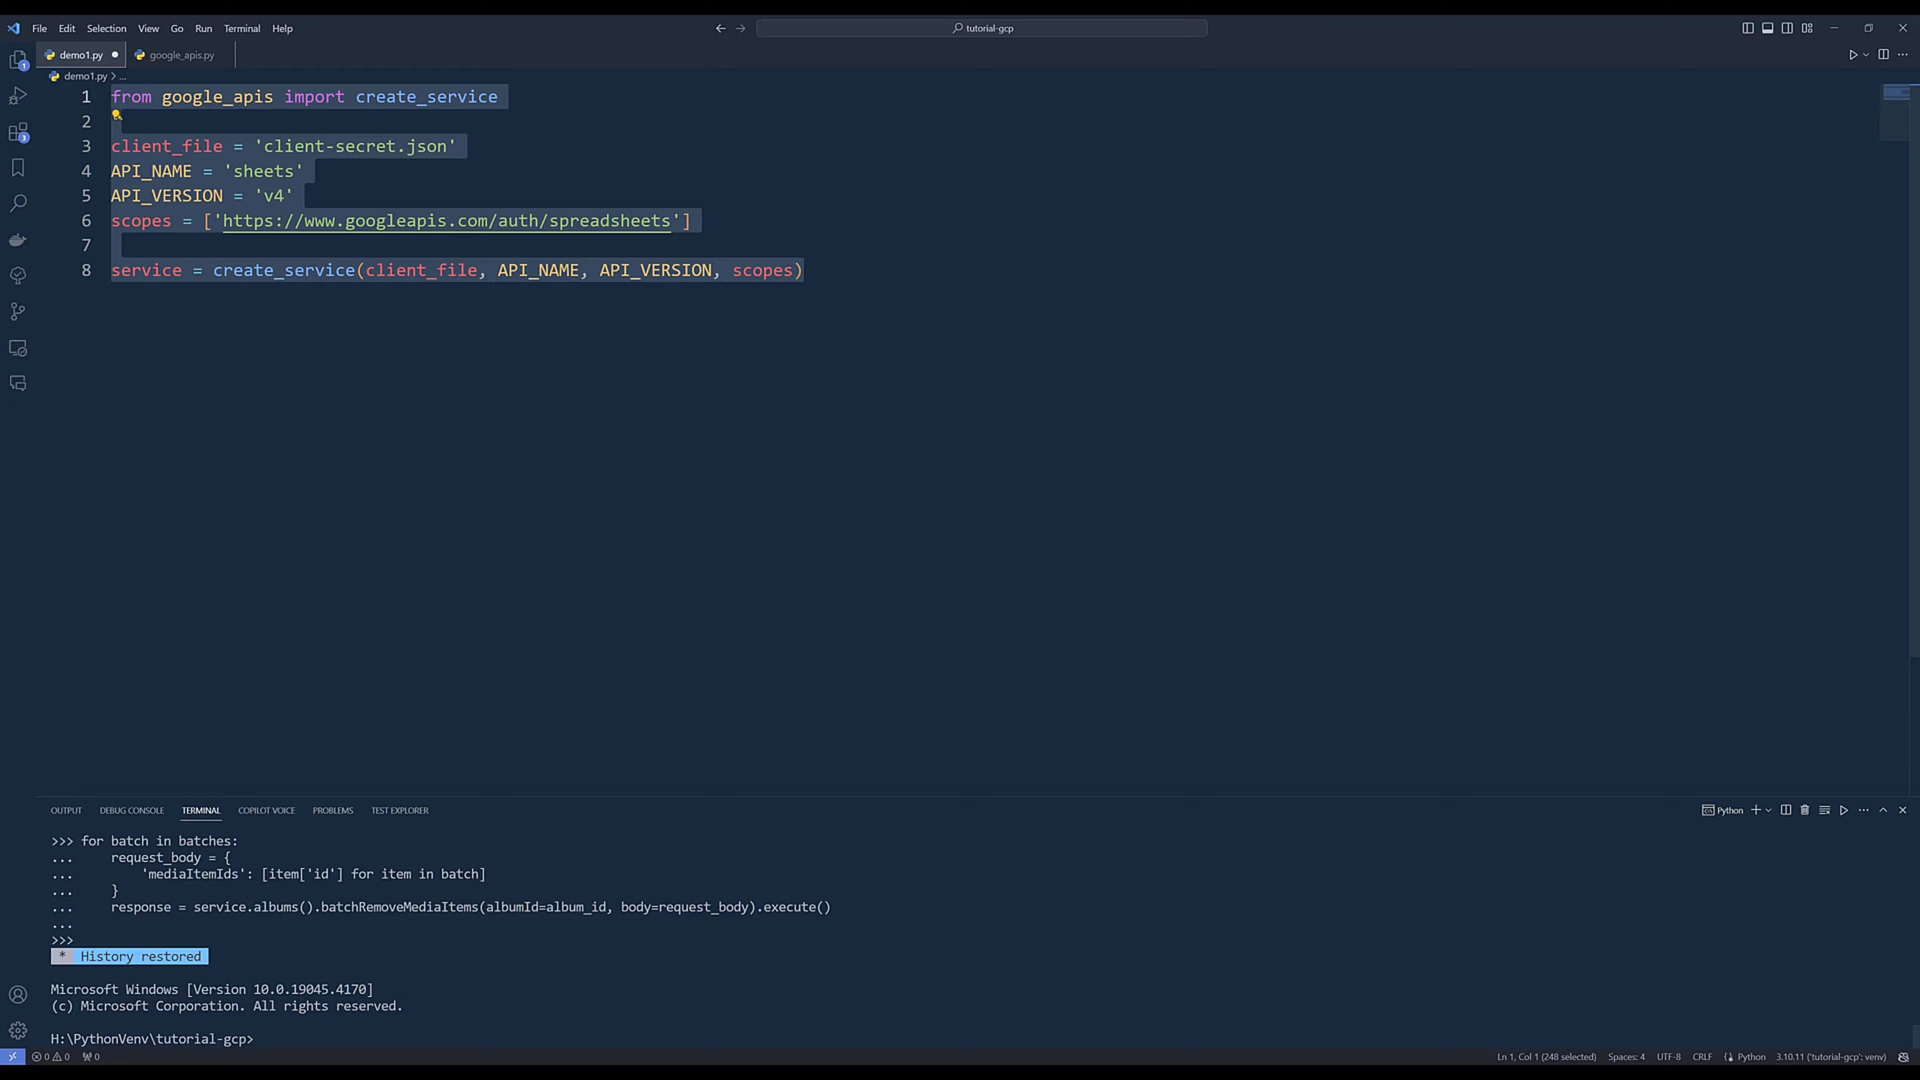 File Edit Selection View Go Run Terminal Help
tutorial-gcp
demo1.py
google_apis.py
demo1.py > ...
1 from google_apis import create_service
2
3 client_file = 'client-secret.json'
4 API_NAME = 'sheets'
5 API_VERSION = 'v4'
6 scopes = ['https://www.googleapis.com/auth/spreadsheets']
7
8 service = create_service(client_file, API_NAME, API_VERSION, scopes)
OUTPUT DEBUG CONSOLE TERMINAL COPILOT VOICE PROBLEMS TEST EXPLORER
Python
>>> for batch in batches:
... request_body = {
... 'mediaItemIds': [item['id'] for item in batch]
... }
... response = service.albums().batchRemoveMediaItems(albumId=album_id, body=request_body).execute()
...
>>>
* History restored
Microsoft Windows [Version 10.0.19045.4170]
(c) Microsoft Corporation. All rights reserved.
H:\PythonVenv\tutorial-gcp>
0 0 0
Ln 1, Col 1 (248 selected) Spaces: 4 UTF-8 CRLF Python 3.10.11 ('tutorial-gcp': venv)